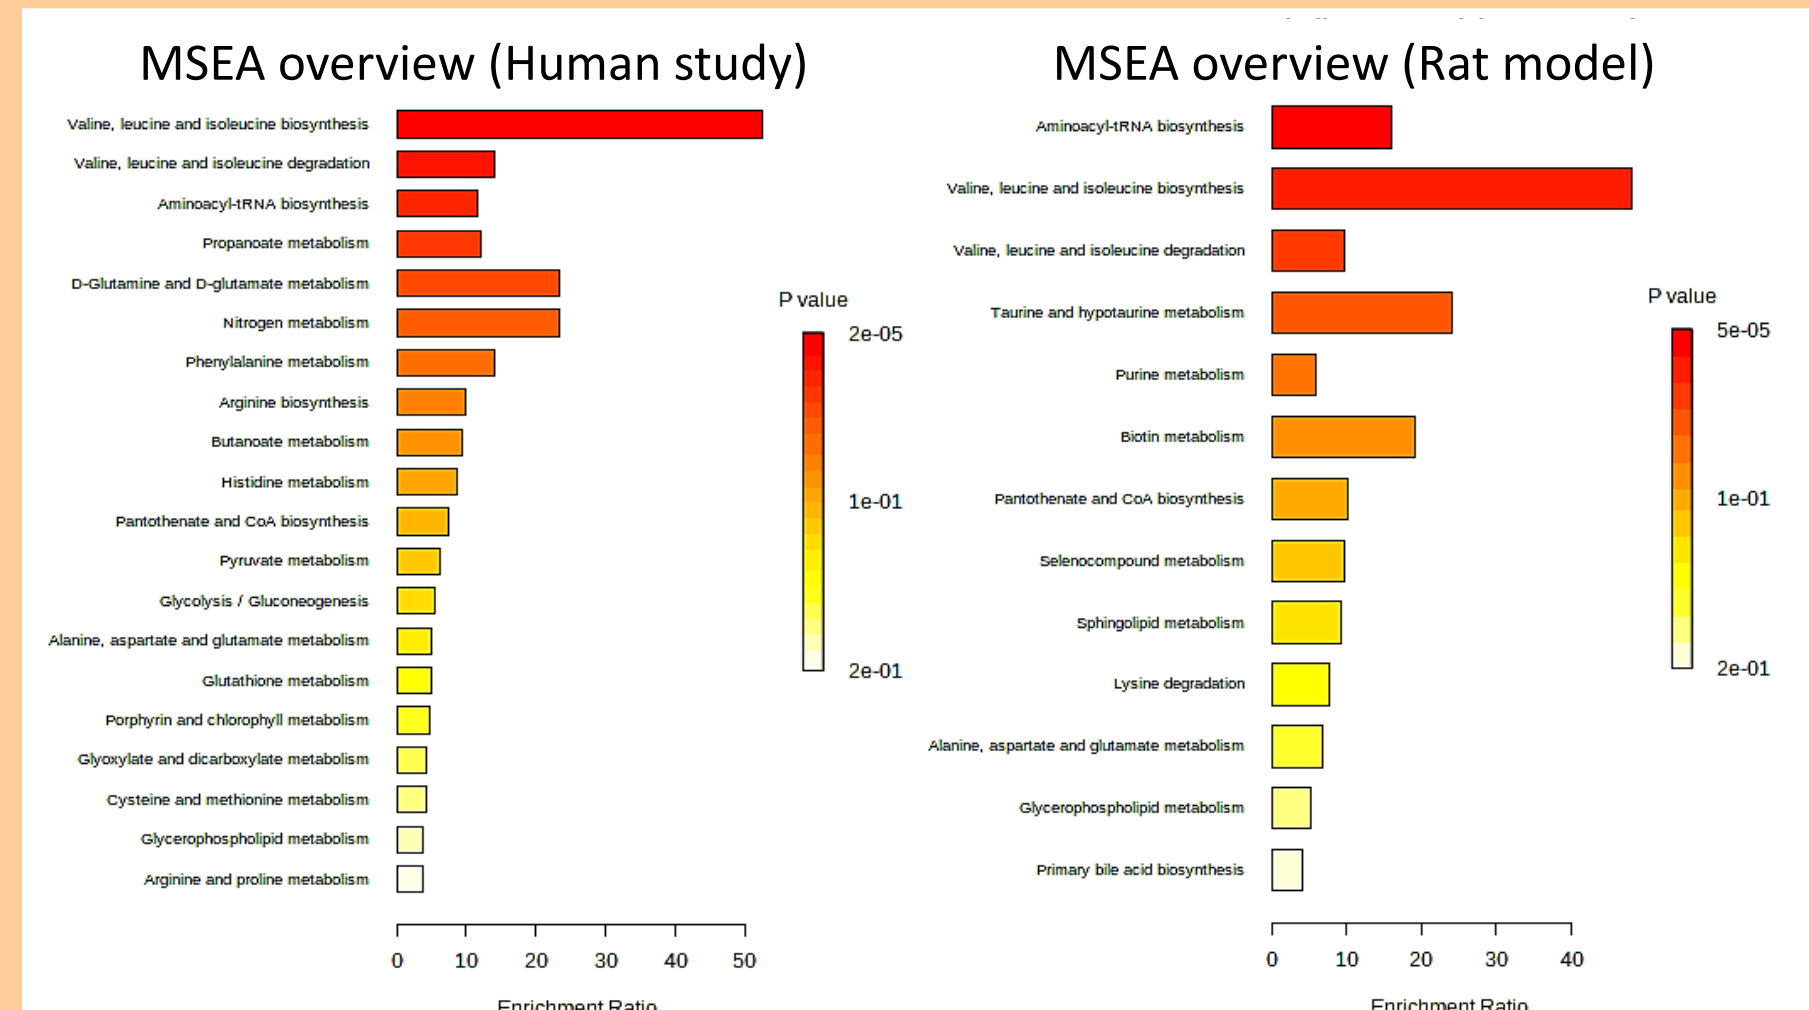 MSEA overview (Human study)
Valine, leucine and isoleucine biosynthesis
Valine, leucine and isoleucine degradation
Aminoacyl-tRNA biosynthesis
Propanoate metabolism
D-Glutamine and D-glutamate metabolism
Nitrogen metabolism
Phenylalanine metabolism
Arginine biosynthesis
Butanoate metabolism
Histidine metabolism
Pantothenate and CoA biosynthesis
Pyruvate metabolism
Glycolysis / Gluconeogenesis
Alanine, aspartate and glutamate metabolism
Glutathione metabolism
Porphyrin and chlorophyll metabolism
Glyoxylate and dicarboxylate metabolism
Cysteine and methionine metabolism
Glycerophospholipid metabolism
Arginine and proline metabolism
0 10 20 30 40 50
Enrichment Ratio
P value
2e-05
1e-01
2e-01
MSEA overview (Rat model)
Aminoacyl-tRNA biosynthesis
Valine, leucine and isoleucine biosynthesis
Valine, leucine and isoleucine degradation
Taurine and hypotaurine metabolism
Purine metabolism
Biotin metabolism
Pantothenate and CoA biosynthesis
Selenocompound metabolism
Sphingolipid metabolism
Lysine degradation
Alanine, aspartate and glutamate metabolism
Glycerophospholipid metabolism
Primary bile acid biosynthesis
0 10 20 30 40
Enrichment Ratio
P value
5e-05
1e-01
2e-01